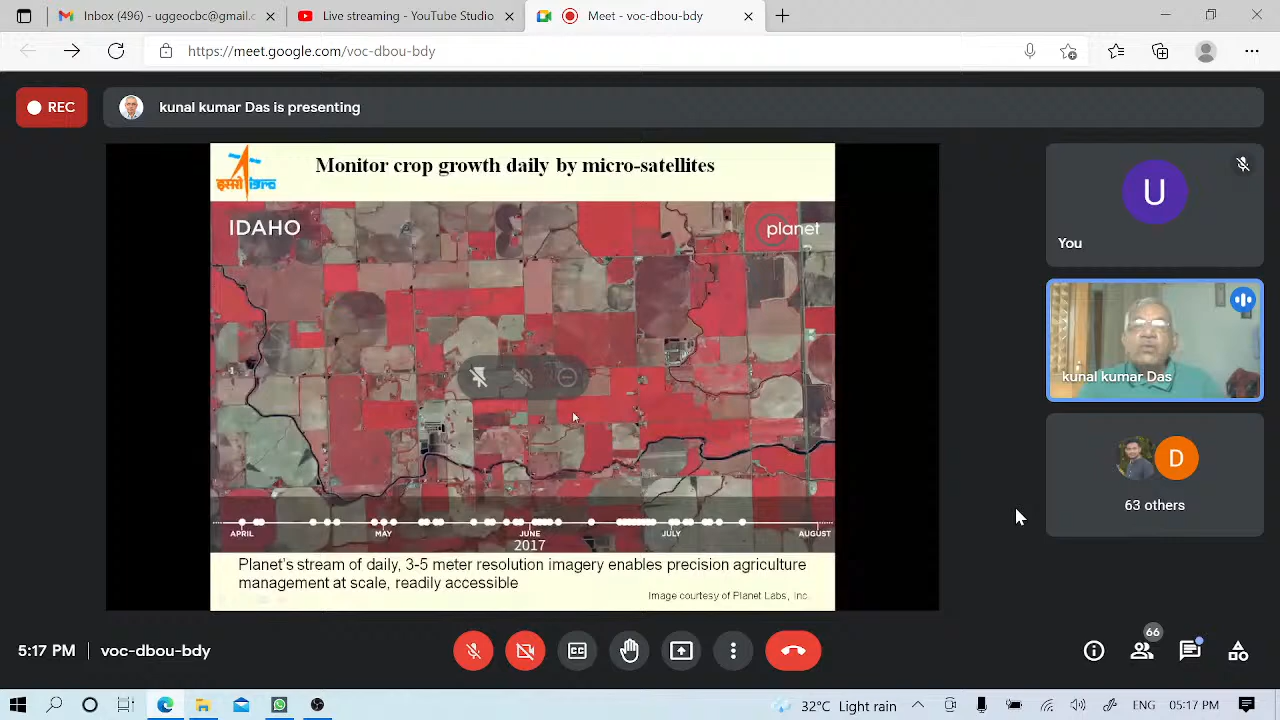 Inbox (496) - uggeobc@gmail.c
Live streaming - YouTube Studio
Meet - voc-dbou-bdy
https://meet.google.com/voc-dbou-bdy
REC
kunal kumar Das is presenting
Monitor crop growth daily by micro-satellites
इसरो isro
IDAHO
planet
APRIL MAY JUNE JULY AUGUST
2017
Planet's stream of daily, 3-5 meter resolution imagery enables precision agriculture
management at scale, readily accessible
Image courtesy of Planet Labs, Inc.
U
You
kunal kumar Das
D
63 others
5:17 PM | voc-dbou-bdy
CC
66
32°C Light rain
ENG
05:17 PM